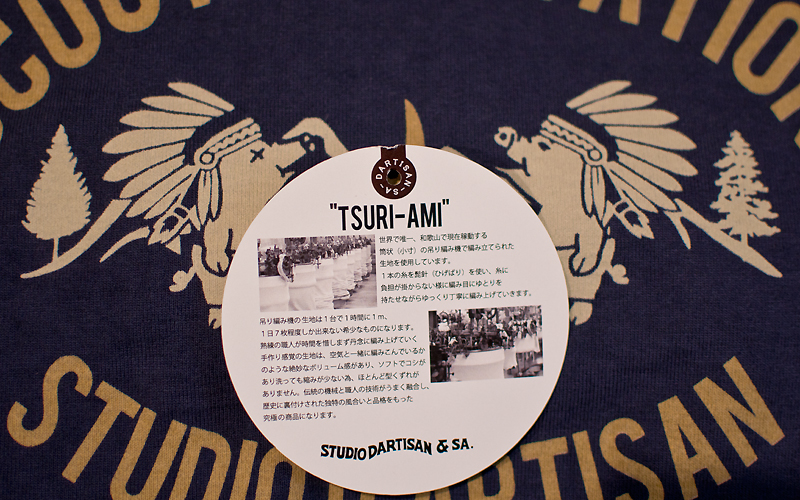 DARTISAN-SA-
"TSURI-AMI"
世界で唯一、和歌山で現在稼動する
筒状（小寸）の吊り編み機で編み立てられた
生地を使用しています。
1本の糸を髭針（ひげばり）を使い、糸に
負担が掛からない様に編み目にゆとりを
持たせながらゆっくり丁寧に編み上げていきます。
吊り編み機の生地は1台で1時間に1m、
1日7枚程度しか出来ない希少なものになります。
熟練の職人が時間を惜しまず丹念に編み上げていく
手作り感覚の生地は、空気と一緒に編みこんでいるか
のような絶妙なボリューム感があり、ソフトでコシが
あり洗っても縮みが少ない為、ほとんど型くずれが
ありません。伝統の機械と職人の技術がうまく融合し、
歴史に裏付けされた独特の風合いと品格をもった
究極の商品になります。
STUDIO DARTISAN & SA.
STUDIO DARTISAN